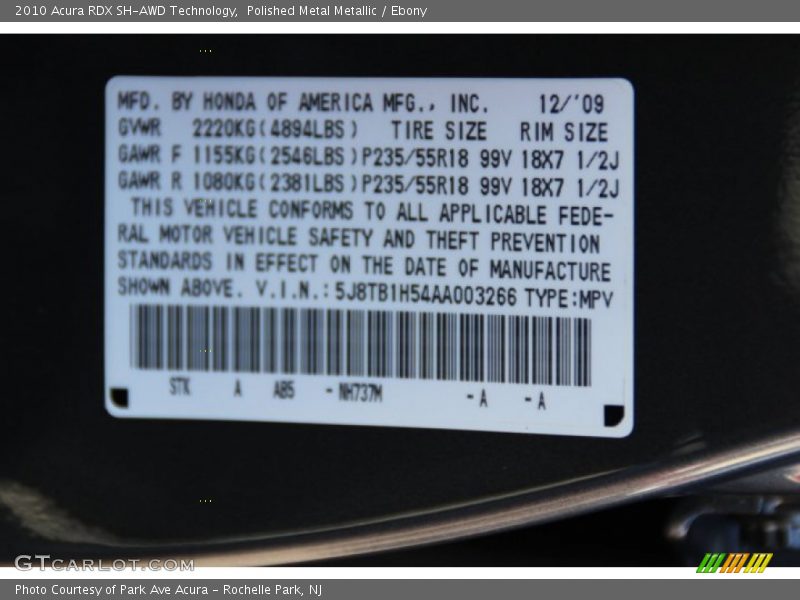 2010 Acura RDX SH-AWD Technology,  Polished Metal Metallic / Ebony
MFD. BY HONDA OF AMERICA MFG., INC. 12/'09
GVWR 2220KG(4894LBS) TIRE SIZE RIM SIZE
GAWR F 1155KG(2546LBS)P235/55R18 99V 18X7 1/2J
GAWR R 1080KG(2381LBS)P235/55R18 99V 18X7 1/2J
THIS VEHICLE CONFORMS TO ALL APPLICABLE FEDE-
RAL MOTOR VEHICLE SAFETY AND THEFT PREVENTION
STANDARDS IN EFFECT ON THE DATE OF MANUFACTURE
SHOWN ABOVE. V.I.N.:5J8TB1H54AA003266 TYPE:MPV
STK A AB5 -NH737M -A -A
GTCARLOT.COM
Photo Courtesy of Park Ave Acura - Rochelle Park, NJ